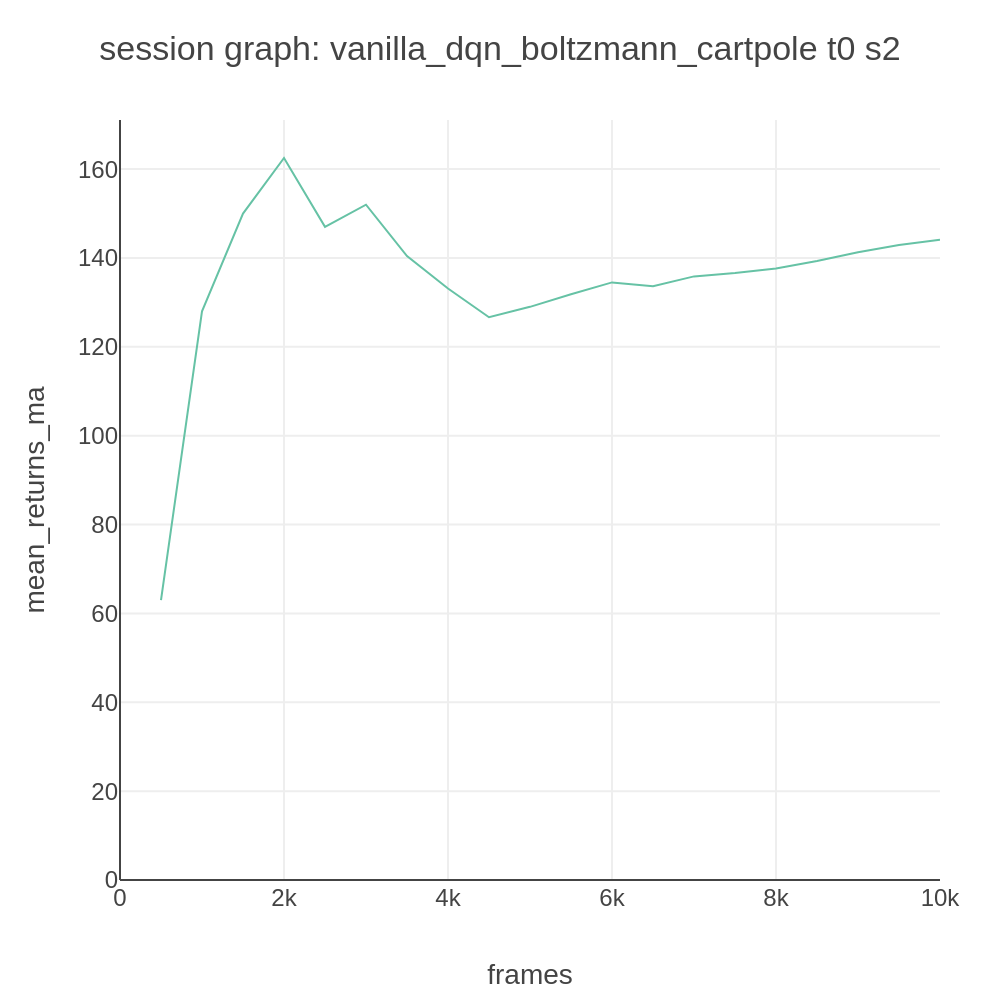 session graph: vanilla_dqn_boltzmann_cartpole t0 s2
mean_returns_ma
160
140
120
100
80
60
40
20
0
0 2k 4k 6k 8k 10k
frames